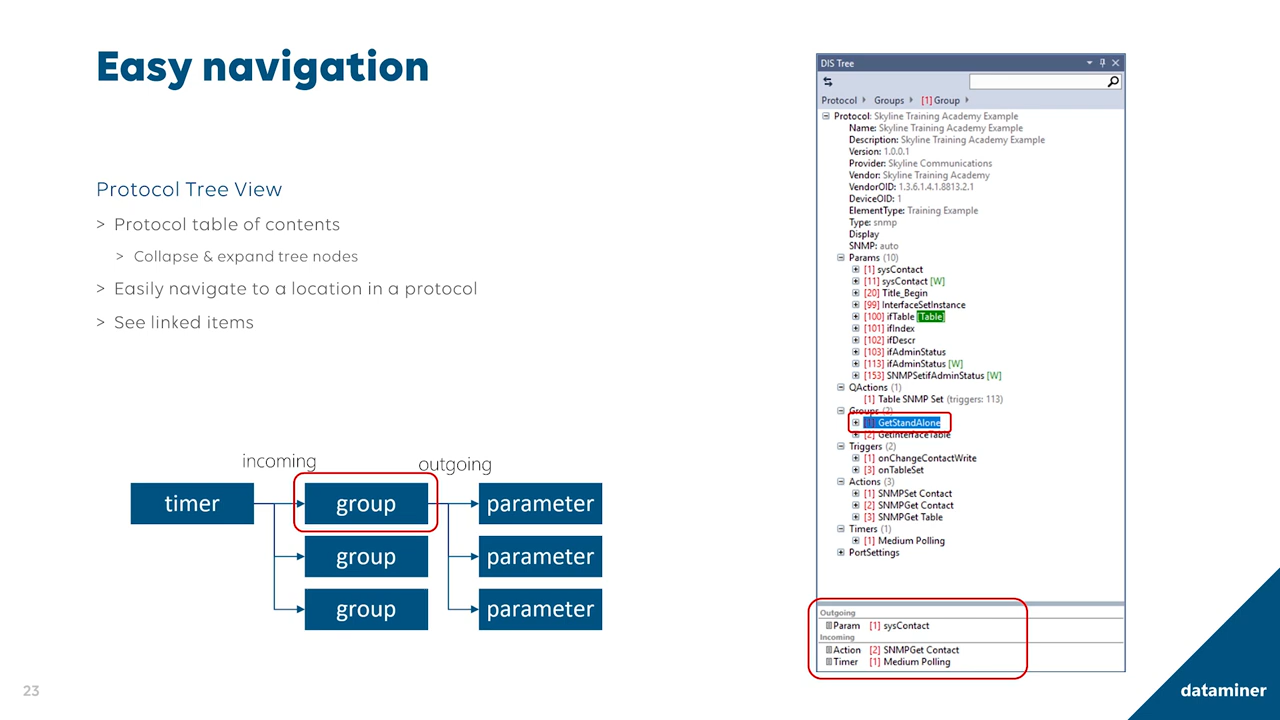 Easy navigation
Protocol Tree View
> Protocol table of contents
> Collapse & expand tree nodes
> Easily navigate to a location in a protocol
> See linked items
incoming
outgoing
timer
group
parameter
group
parameter
group
parameter
23
DIS Tree
Protocol
Groups
[1] Group
Protocol: Skyline Training Academy Example
Name: Skyline Training Academy Example
Description: Skyline Training Academy Example
Version: 1.0.0.1
Provider: Skyline Communications
Vendor: Skyline Training Academy
VendorOID: 1.3.6.1.4.1.8813.2.1
DeviceOID: 1
ElementType: Training Example
Type: snmp
Display
SNMP: auto
Params (10)
[1] sysContact
[11] sysContact [W]
[20] Title_Begin
[99] InterfaceSetInstance
[100] ifTable [Table]
[101] ifIndex
[102] ifDescr
[103] ifAdminStatus
[113] ifAdminStatus [W]
[153] SNMPSetifAdminStatus [W]
QActions (1)
[1] Table SNMP Set (triggers: 113)
Groups (2)
[1] GetStandAlone
[2] GetInterfaceTable
Triggers (2)
[1] onChangeContactWrite
[3] onTableSet
Actions (3)
[1] SNMPSet Contact
[2] SNMPGet Contact
[3] SNMPGet Table
Timers (1)
[1] Medium Polling
PortSettings
Outgoing
Param [1] sysContact
Incoming
Action [2] SNMPGet Contact
Timer [1] Medium Polling
dataminer